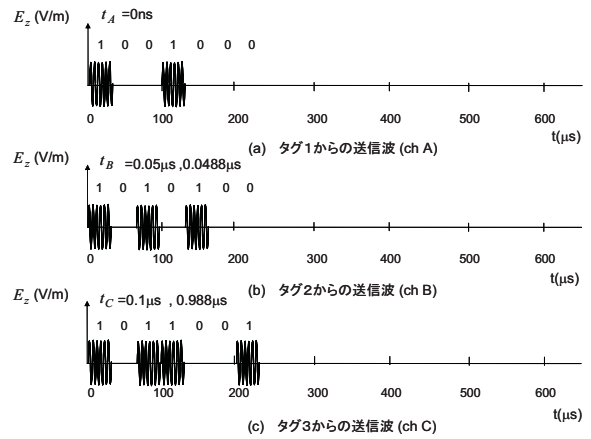 E_z (V/m)
t_A =0ns
1 0 0 1 0 0 0
0 100 200 300 400 500 600
t(μs)
(a) タグ1からの送信波 (ch A)
E_z (V/m)
t_B =0.05μs ,0.0488μs
1 0 1 0 1 0 0
0 100 200 300 400 500 600
t(μs)
(b) タグ2からの送信波 (ch B)
E_z (V/m)
t_C =0.1μs , 0.988μs
1 0 1 1 0 0 1
0 100 200 300 400 500 600
t(μs)
(c) タグ3からの送信波 (ch C)